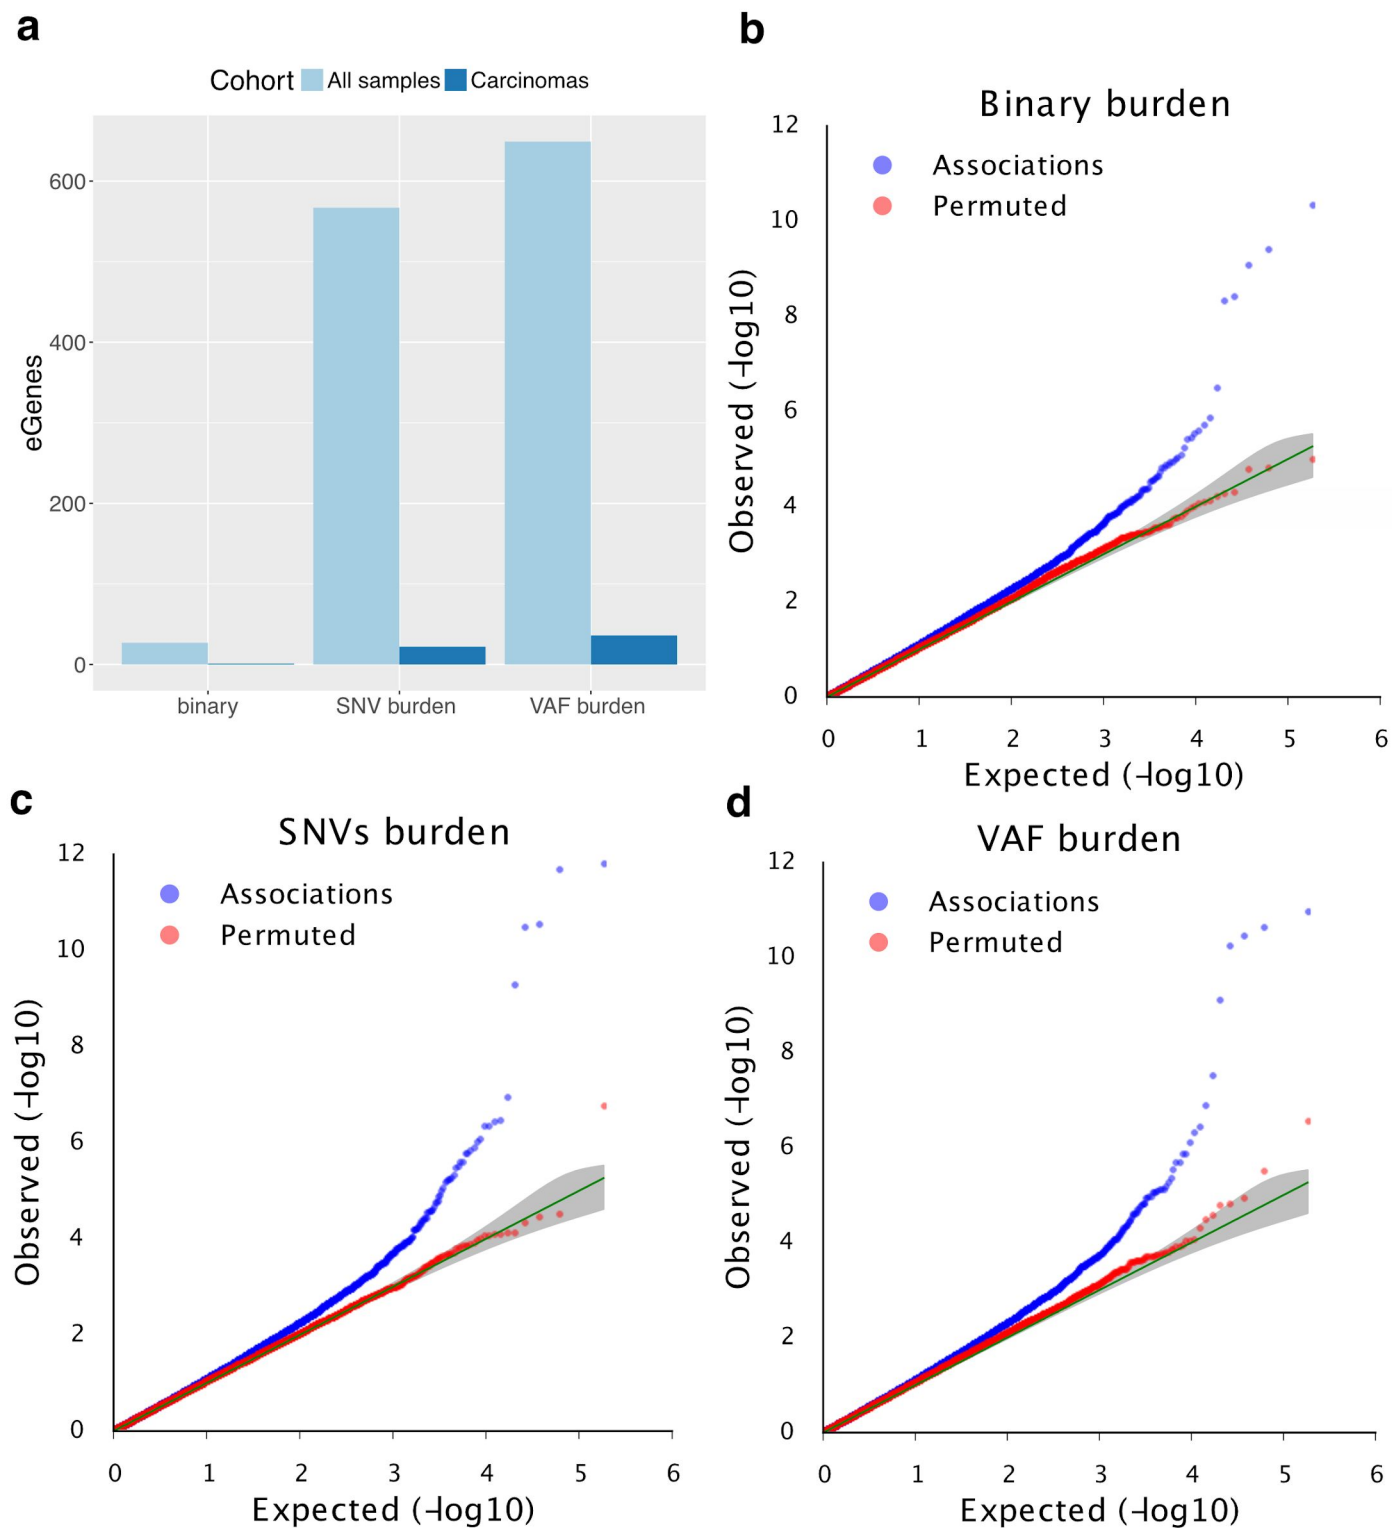 a
Cohort All samples Carcinomas
eGenes
600
400
200
0
binary SNV burden VAF burden
b
Binary burden
Associations
Permuted
Observed (-log10)
12
10
8
6
4
2
0
0 1 2 3 4 5 6
Expected (-log10)
c
SNVs burden
Associations
Permuted
Observed (-log10)
12
10
8
6
4
2
0
0 1 2 3 4 5 6
Expected (-log10)
d
VAF burden
Associations
Permuted
Observed (-log10)
12
10
8
6
4
2
0
0 1 2 3 4 5 6
Expected (-log10)